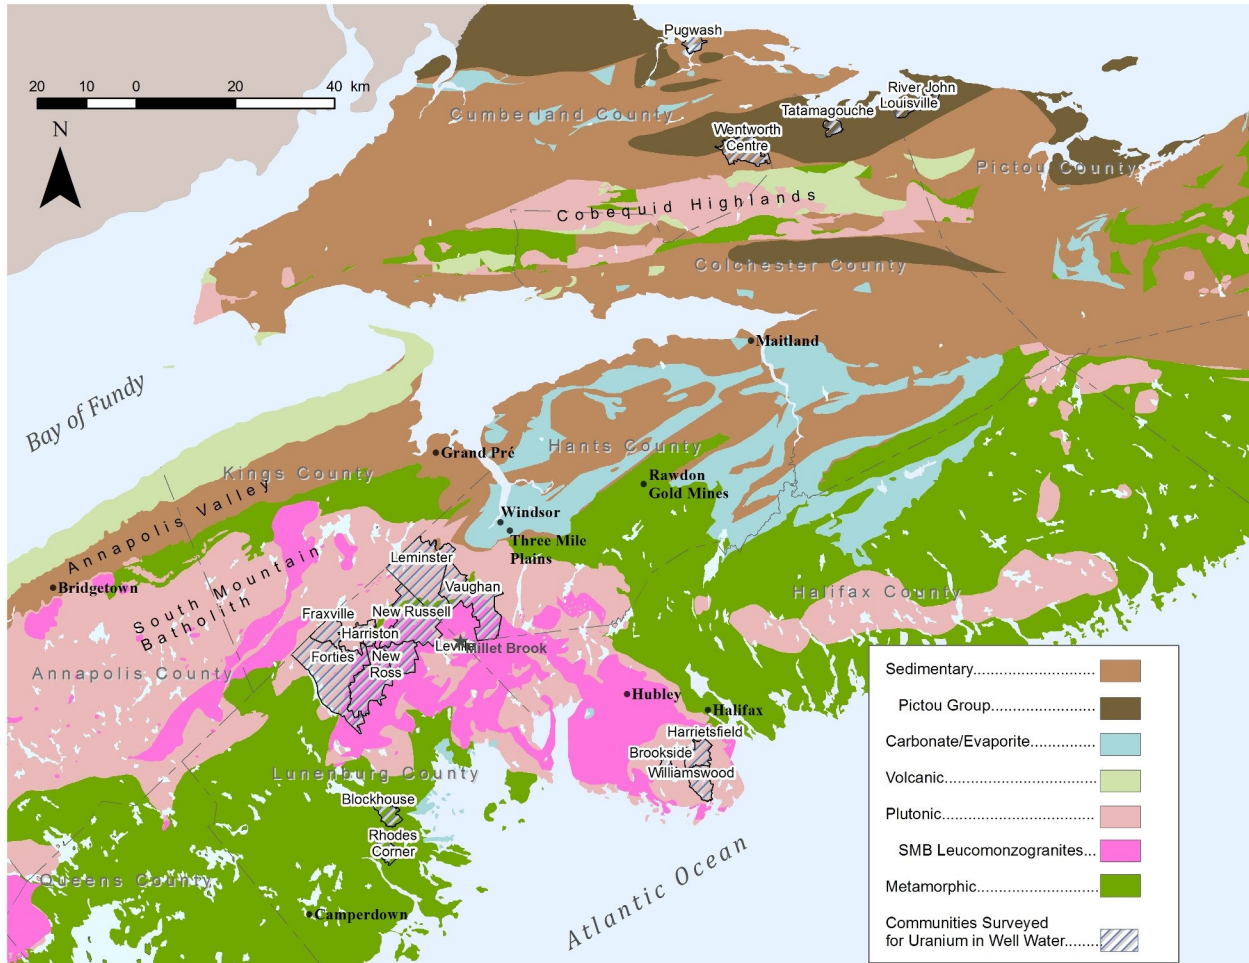 Pugwash
20 10 0 20 40 km
N
Cumberland County
River John
Louisville
Tatamagouche
Wentworth
Centre
Pictou County
Cobequid Highlands
Colchester County
Maitland
Bay of Fundy
Hants County
Grand Pré
Kings County
Rawdon
Gold Mines
Annapolis Valley
Windsor
Three Mile
Plains
Leminster
Vaughan
Bridgetown
South Mountain
Batholith
Halifax County
Fraxville
New Russell
Harriston
Leville
Millet Brook
Forties
New
Ross
Annapolis County
Hubley
Halifax
Harrietsfield
Brookside
Williamswood
Lunenburg County
Blockhouse
Rhodes
Corner
Queens County
Camperdown
Atlantic Ocean
Sedimentary
Pictou Group
Carbonate/Evaporite
Volcanic
Plutonic
SMB Leucomonzogranites
Metamorphic
Communities Surveyed
for Uranium in Well Water